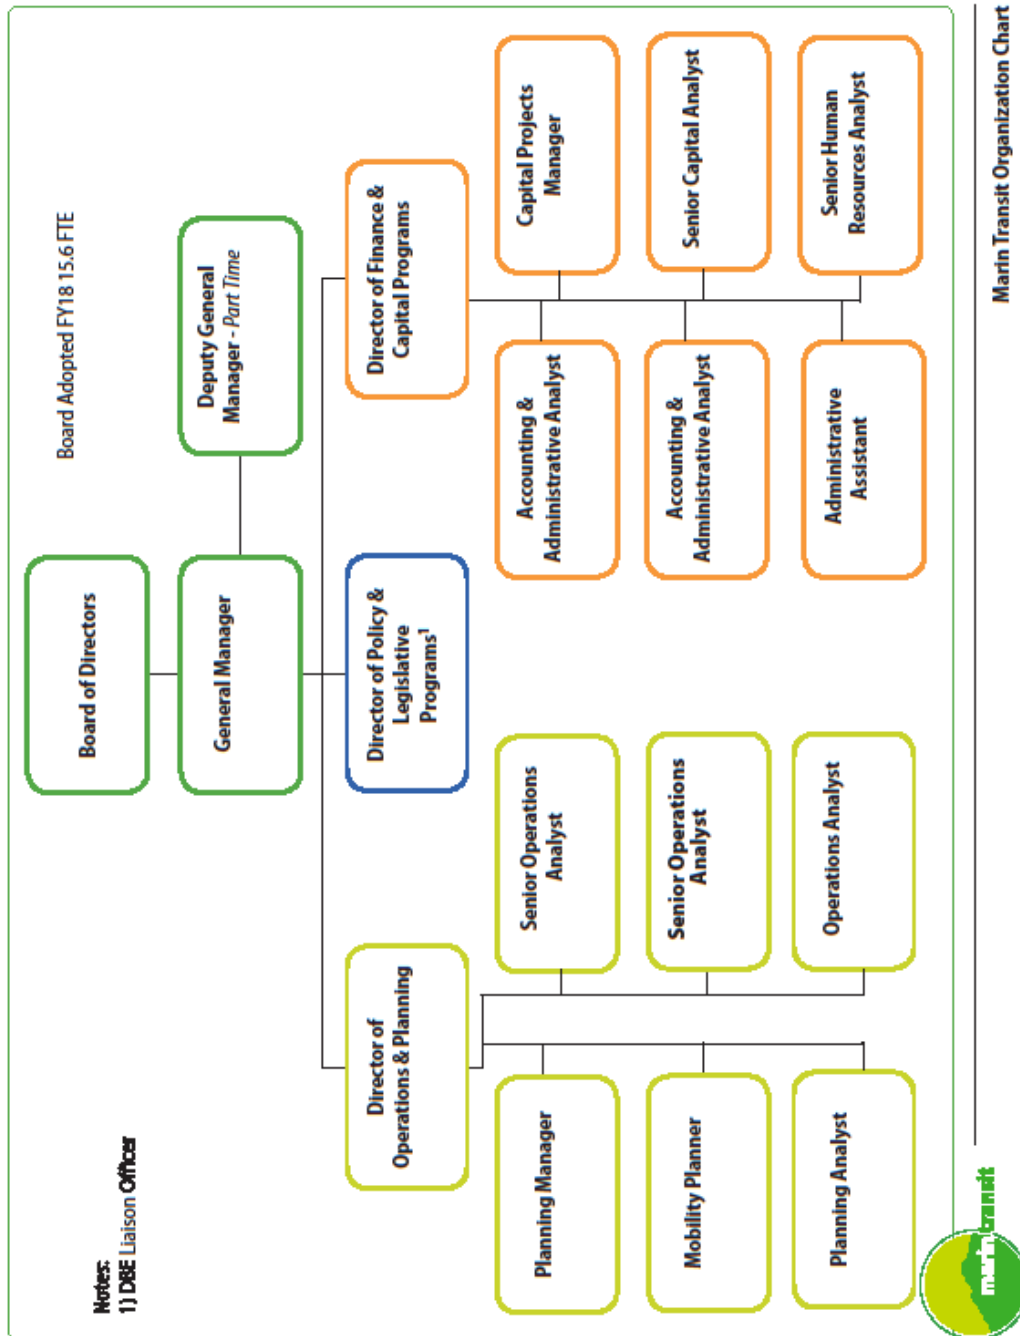 Notes:
1) DBE Liaison Officer
Board Adopted FY18 15.6 FTE
Board of Directors
General Manager
Deputy General
Manager - Part Time
Director of
Operations & Planning
Director of Policy &
Legislative
Programs¹
Director of Finance &
Capital Programs
Planning Manager
Senior Operations
Analyst
Accounting &
Administrative Analyst
Capital Projects
Manager
Mobility Planner
Senior Operations
Analyst
Accounting &
Administrative Analyst
Senior Capital Analyst
Planning Analyst
Operations Analyst
Administrative
Assistant
Senior Human
Resources Analyst
marin transit
Marin Transit Organization Chart